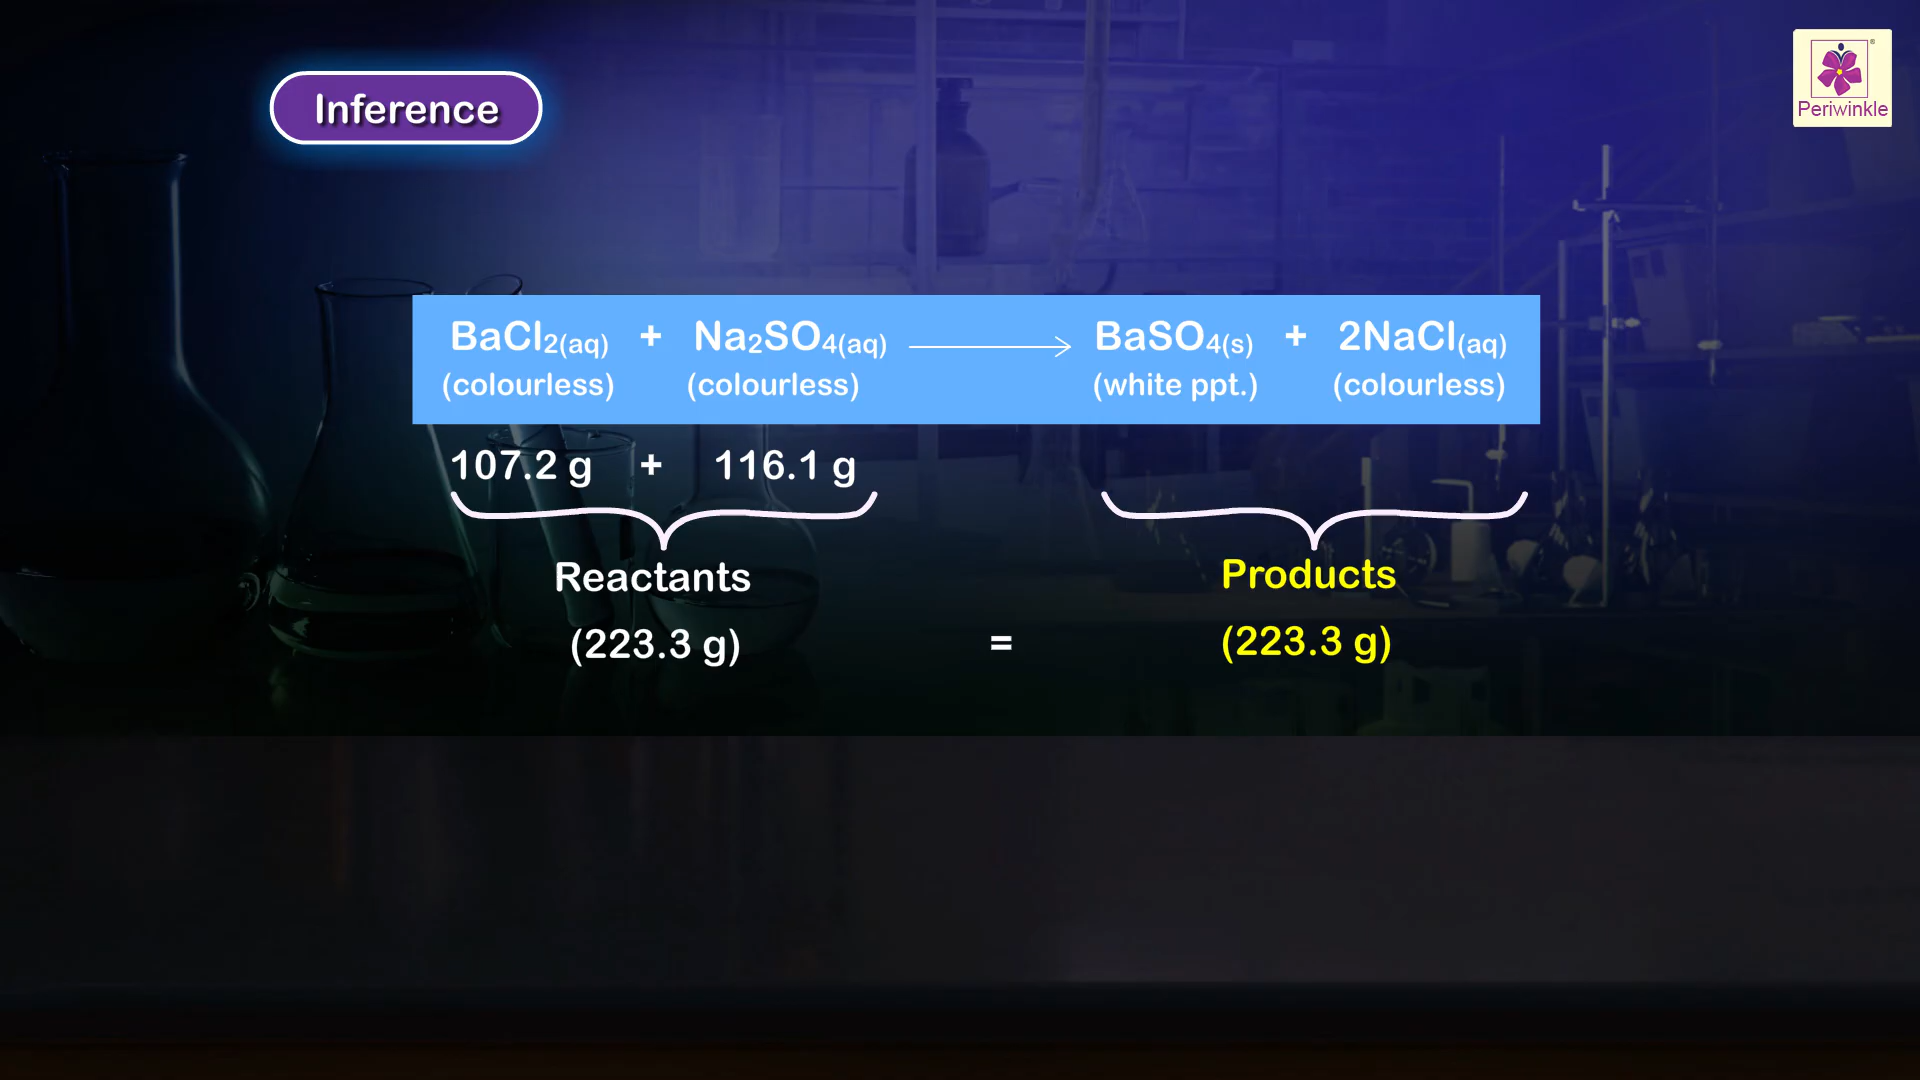 Inference
Periwinkle
BaCl2(aq) + Na2SO4(aq) ⟶ BaSO4(s) + 2NaCl(aq)
(colourless) (colourless) (white ppt.) (colourless)
107.2 g + 116.1 g
Reactants Products
(223.3 g) = (223.3 g)